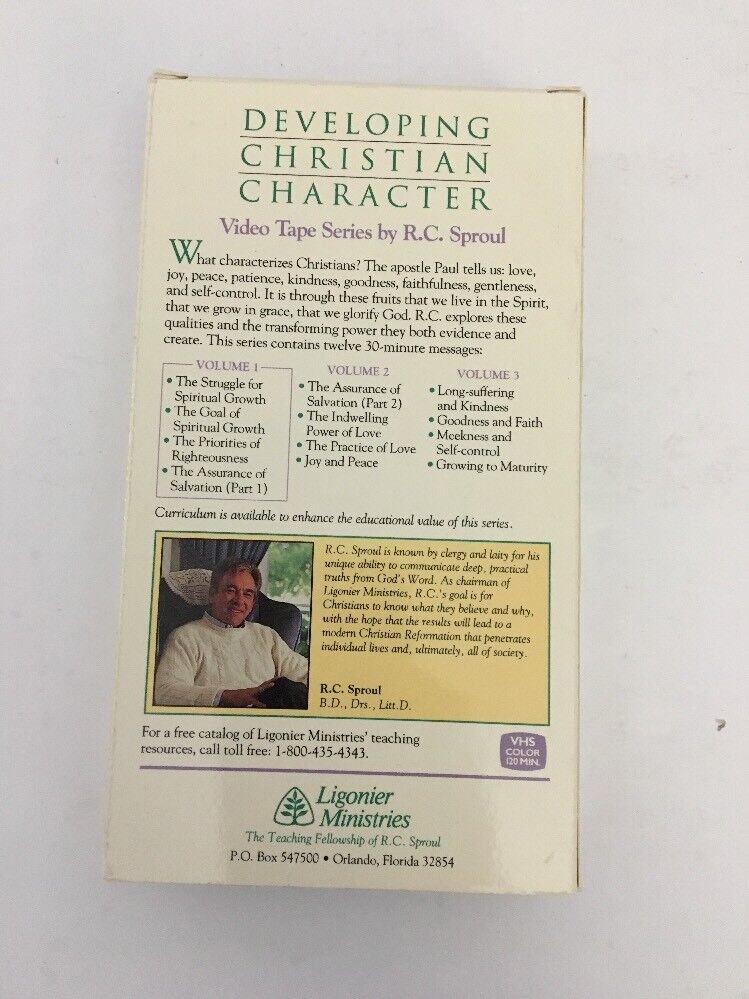 DEVELOPING
CHRISTIAN
CHARACTER
Video Tape Series by R.C. Sproul
What characterizes Christians? The apostle Paul tells us: love,
joy, peace, patience, kindness, goodness, faithfulness, gentleness,
and self-control. It is through these fruits that we live in the Spirit,
that we grow in grace, that we glorify God. R.C. explores these
qualities and the transforming power they both evidence and
create. This series contains twelve 30-minute messages:
VOLUME 1
• The Struggle for
Spiritual Growth
• The Goal of
Spiritual Growth
• The Priorities of
Righteousness
• The Assurance of
Salvation (Part 1)
VOLUME 2
• The Assurance of
Salvation (Part 2)
• The Indwelling
Power of Love
• The Practice of Love
• Joy and Peace
VOLUME 3
• Long-suffering
and Kindness
• Goodness and Faith
• Meekness and
Self-control
• Growing to Maturity
Curriculum is available to enhance the educational value of this series.
R.C. Sproul is known by clergy and laity for his
unique ability to communicate deep, practical
truths from God's Word. As chairman of
Ligonier Ministries, R.C.'s goal is for
Christians to know what they believe and why,
with the hope that the results will lead to a
modern Christian Reformation that penetrates
individual lives and, ultimately, all of society.
R.C. Sproul
B.D., Drs., Litt.D.
For a free catalog of Ligonier Ministries' teaching
resources, call toll free: 1-800-435-4343.
VHS
COLOR
120 MIN.
Ligonier
Ministries
The Teaching Fellowship of R.C. Sproul
P.O. Box 547500 • Orlando, Florida 32854